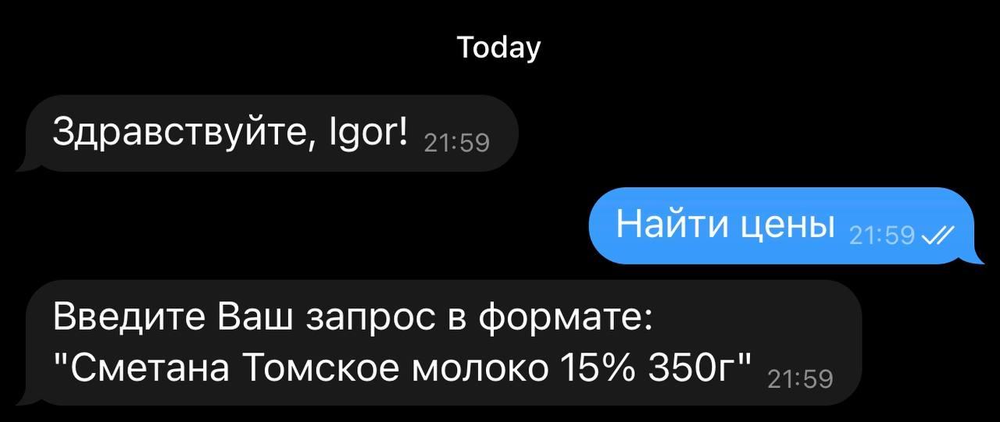 Today
Здравствуйте, Igor! 21:59
Найти цены 21:59
Введите Ваш запрос в формате:
"Сметана Томское молоко 15% 350г" 21:59